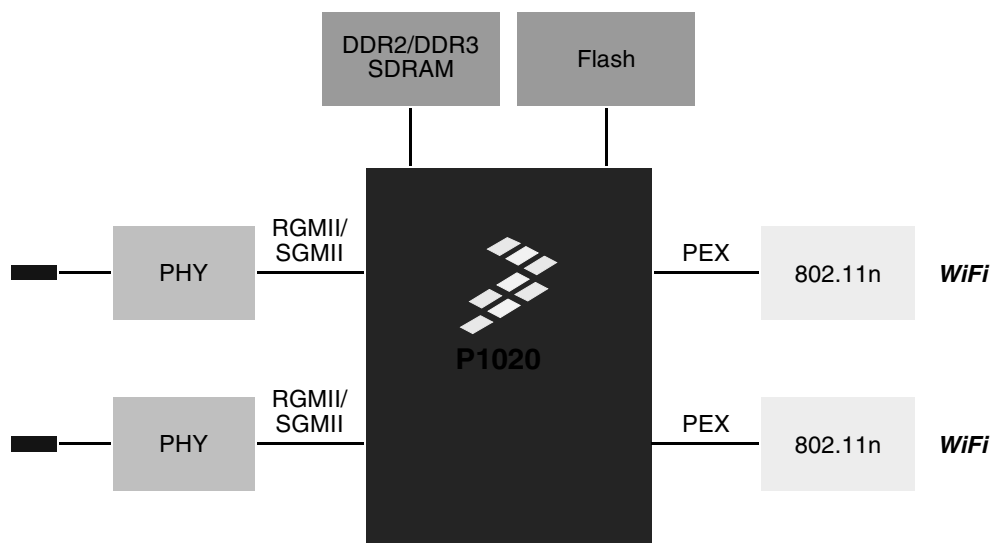 DDR2/DDR3
SDRAM
Flash
RGMII/
SGMII
PEX
PHY
802.11n
WiFi
P1020
RGMII/
SGMII
PEX
PHY
802.11n
WiFi